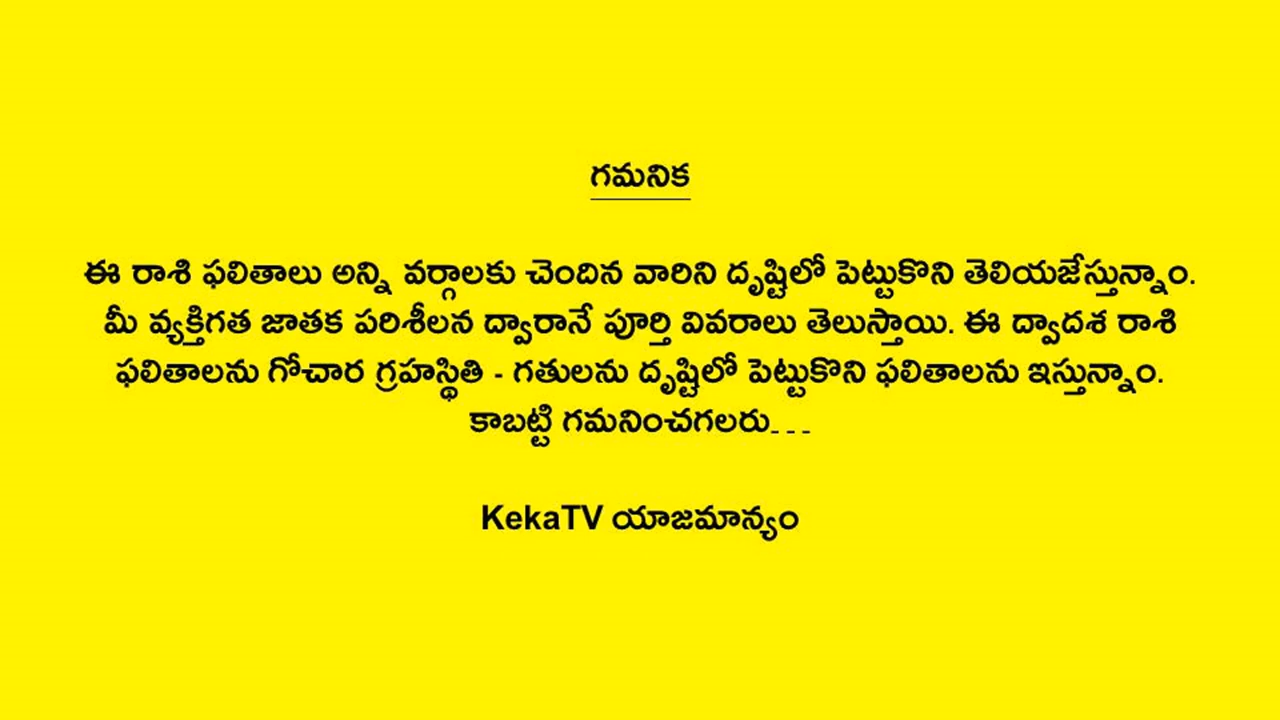 గమనిక
ఈ రాశి ఫలితాలు అన్ని వర్గాలకు చెందిన వారిని దృష్టిలో పెట్టుకొని తెలియజేస్తున్నాం.
మీ వ్యక్తిగత జాతక పరిశీలన ద్వారానే పూర్తి వివరాలు తెలుస్తాయి. ఈ ద్వాదశ రాశి
ఫలితాలను గోచార గ్రహస్థితి - గతులను దృష్టిలో పెట్టుకొని ఫలితాలను ఇస్తున్నాం.
కాబట్టి గమనించగలరు---
KekaTV యాజమాన్యం